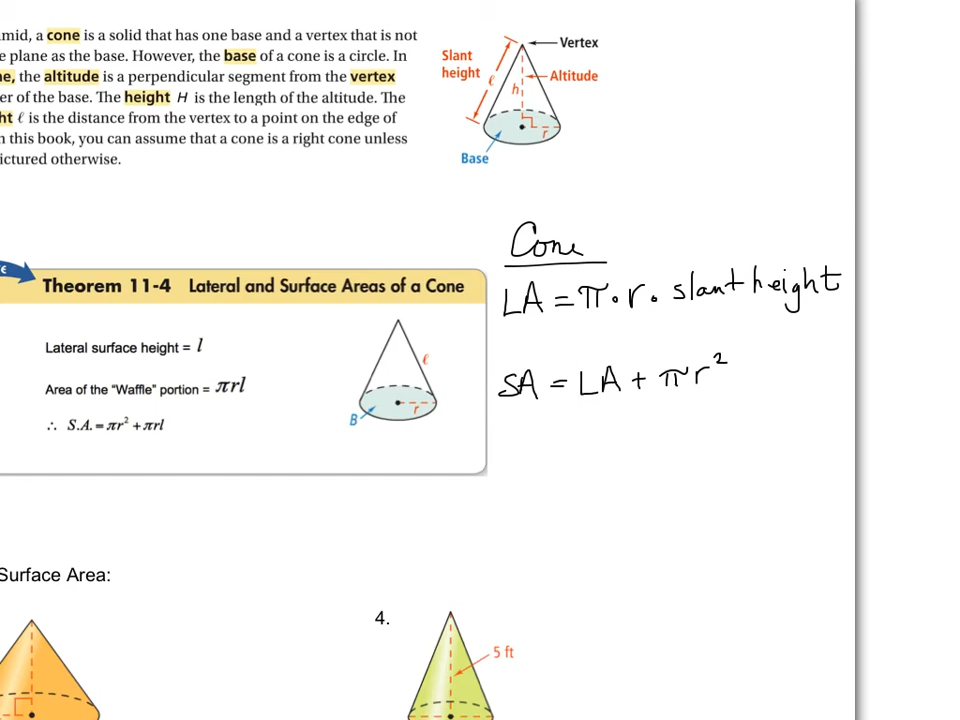 mid, a cone is a solid that has one base and a vertex that is not
e plane as the base. However, the base of a cone is a circle. In
ne, the altitude is a perpendicular segment from the vertex
er of the base. The height H is the length of the altitude. The
ht ℓ is the distance from the vertex to a point on the edge of
n this book, you can assume that a cone is a right cone unless
ictured otherwise.
Vertex
Slant
height
ℓ
Altitude
h
r
Base
Cone
LA = π · r · slant height
SA = LA + πr²
Theorem 11-4 Lateral and Surface Areas of a Cone
Lateral surface height = l
Area of the "Waffle" portion = πrl
∴ S.A. = πr² + πrl
ℓ
r
B
Surface Area:
4.
5 ft